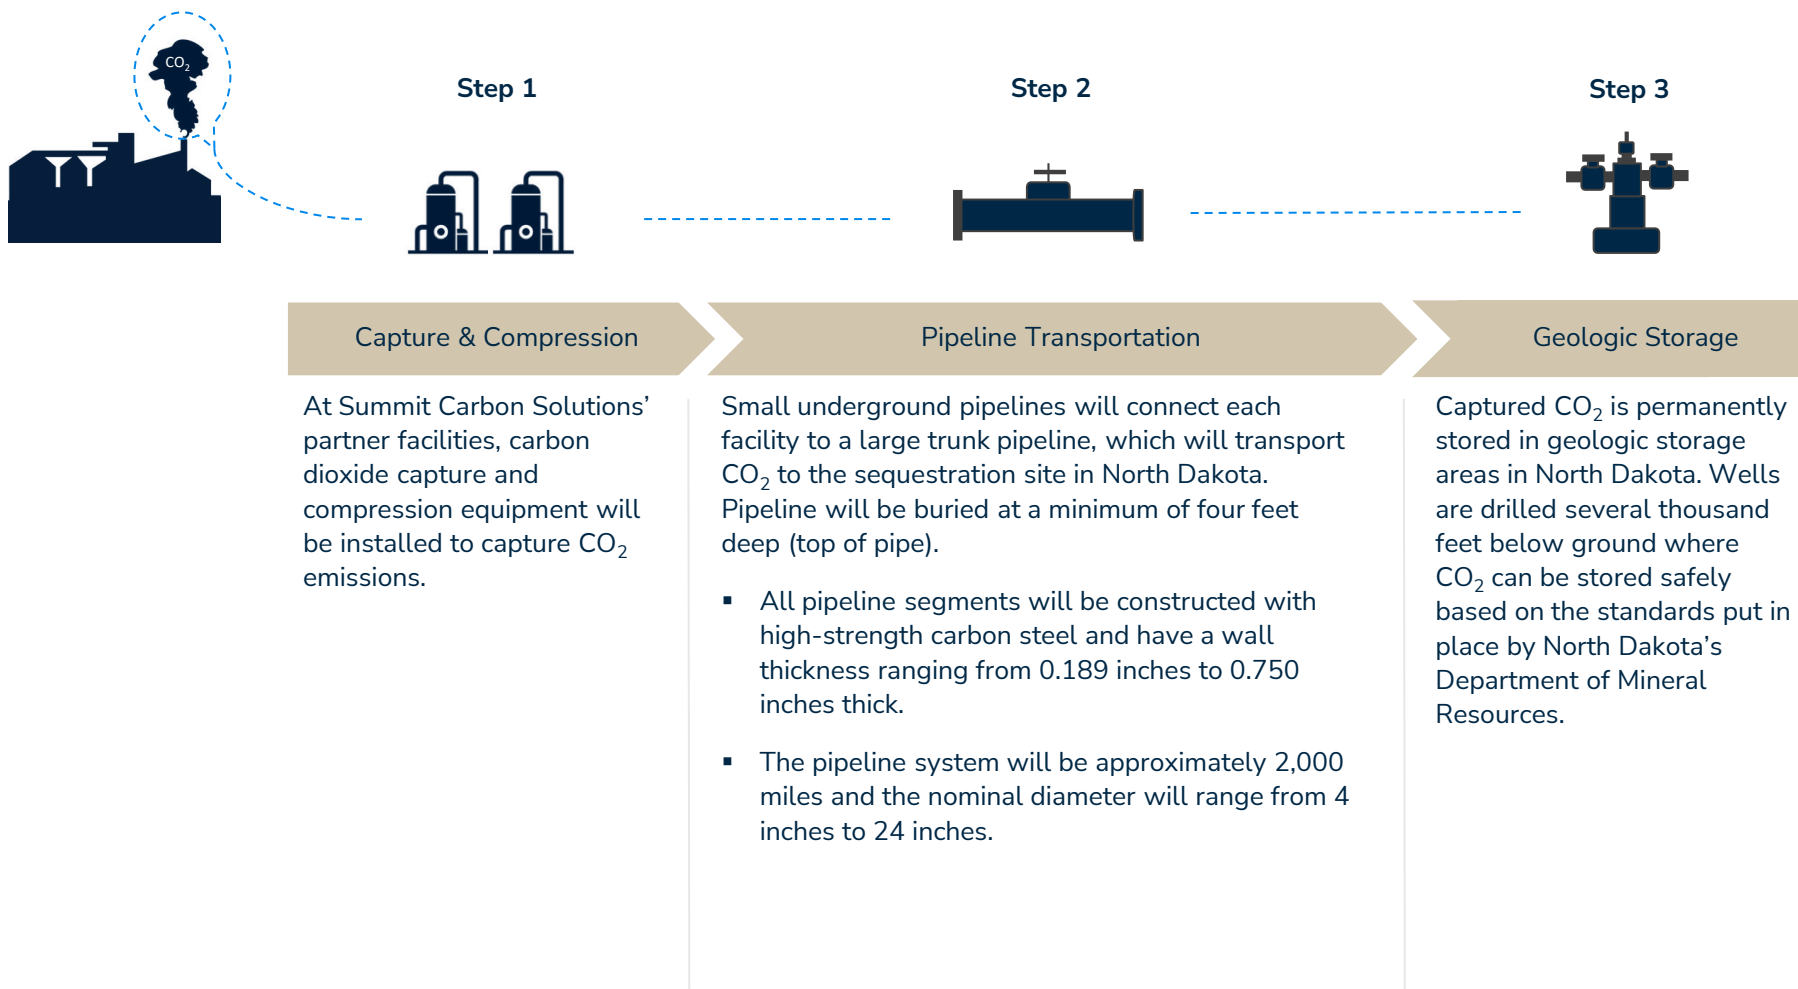 CO₂
Step 1
Step 2
Step 3
Capture & Compression
Pipeline Transportation
Geologic Storage
At Summit Carbon Solutions’
partner facilities, carbon
dioxide capture and
compression equipment will
be installed to capture CO₂
emissions.
Small underground pipelines will connect each
facility to a large trunk pipeline, which will transport
CO₂ to the sequestration site in North Dakota.
Pipeline will be buried at a minimum of four feet
deep (top of pipe).
▪ All pipeline segments will be constructed with
high-strength carbon steel and have a wall
thickness ranging from 0.189 inches to 0.750
inches thick.
▪ The pipeline system will be approximately 2,000
miles and the nominal diameter will range from 4
inches to 24 inches.
Captured CO₂ is permanently
stored in geologic storage
areas in North Dakota. Wells
are drilled several thousand
feet below ground where
CO₂ can be stored safely
based on the standards put in
place by North Dakota’s
Department of Mineral
Resources.